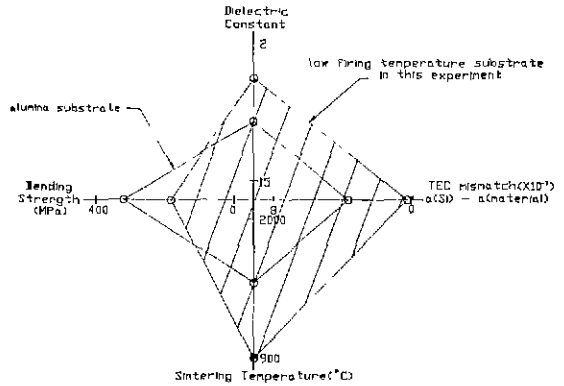 Dielectric
Constant
2
low firing temperature substrate
in this experiment
alumina substrate
15
Bending
Strength
(MPa)
400
0
8
2000
0
TEC mismatch(X10⁻⁷)
α(Si) - α(material)
900
Sintering Temperature(°C)